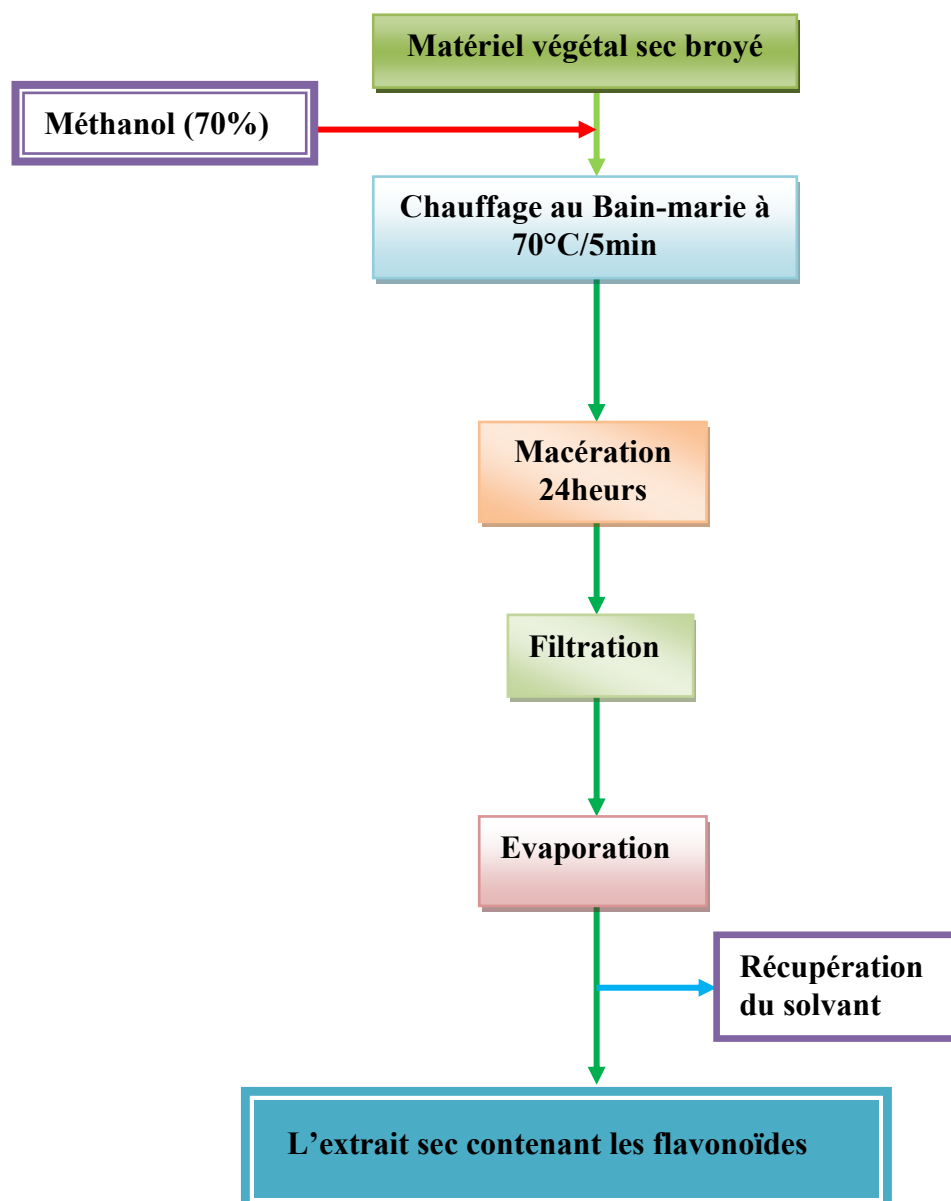 Matériel végétal sec broyé
Méthanol (70%)
Chauffage au Bain-marie à
70°C/5min
Macération
24heurs
Filtration
Evaporation
Récupération
du solvant
L’extrait sec contenant les flavonoïdes